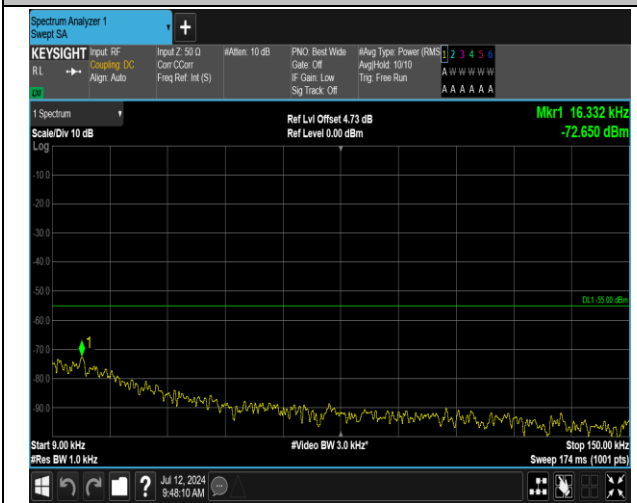 Spectrum Analyzer 1
Swept SA
+
KEYSIGHT Input: RF
RL Coupling: DC
Align: Auto
LXI
Input Z: 50 Ω
Corr CCorr
Freq Ref: Int (S)
#Atten: 10 dB
PNO: Best Wide
Gate: Off
IF Gain: Low
Sig Track: Off
#Avg Type: Power (RMS
Avg|Hold: 10/10
Trig: Free Run
1 2 3 4 5 6
A W W W W W
A A A A A A
1 Spectrum
Scale/Div 10 dB
Log
Ref Lvl Offset 4.73 dB
Ref Level 0.00 dBm
Mkr1 16.332 kHz
-72.650 dBm
-10.0
-20.0
-30.0
-40.0
DL1 -55.00 dBm
-50.0
-60.0
1
-70.0
-80.0
-90.0
Start 9.00 kHz
#Res BW 1.0 kHz
#Video BW 3.0 kHz*
Stop 150.00 kHz
Sweep 174 ms (1001 pts)
?
Jul 12, 2024
9:48:10 AM